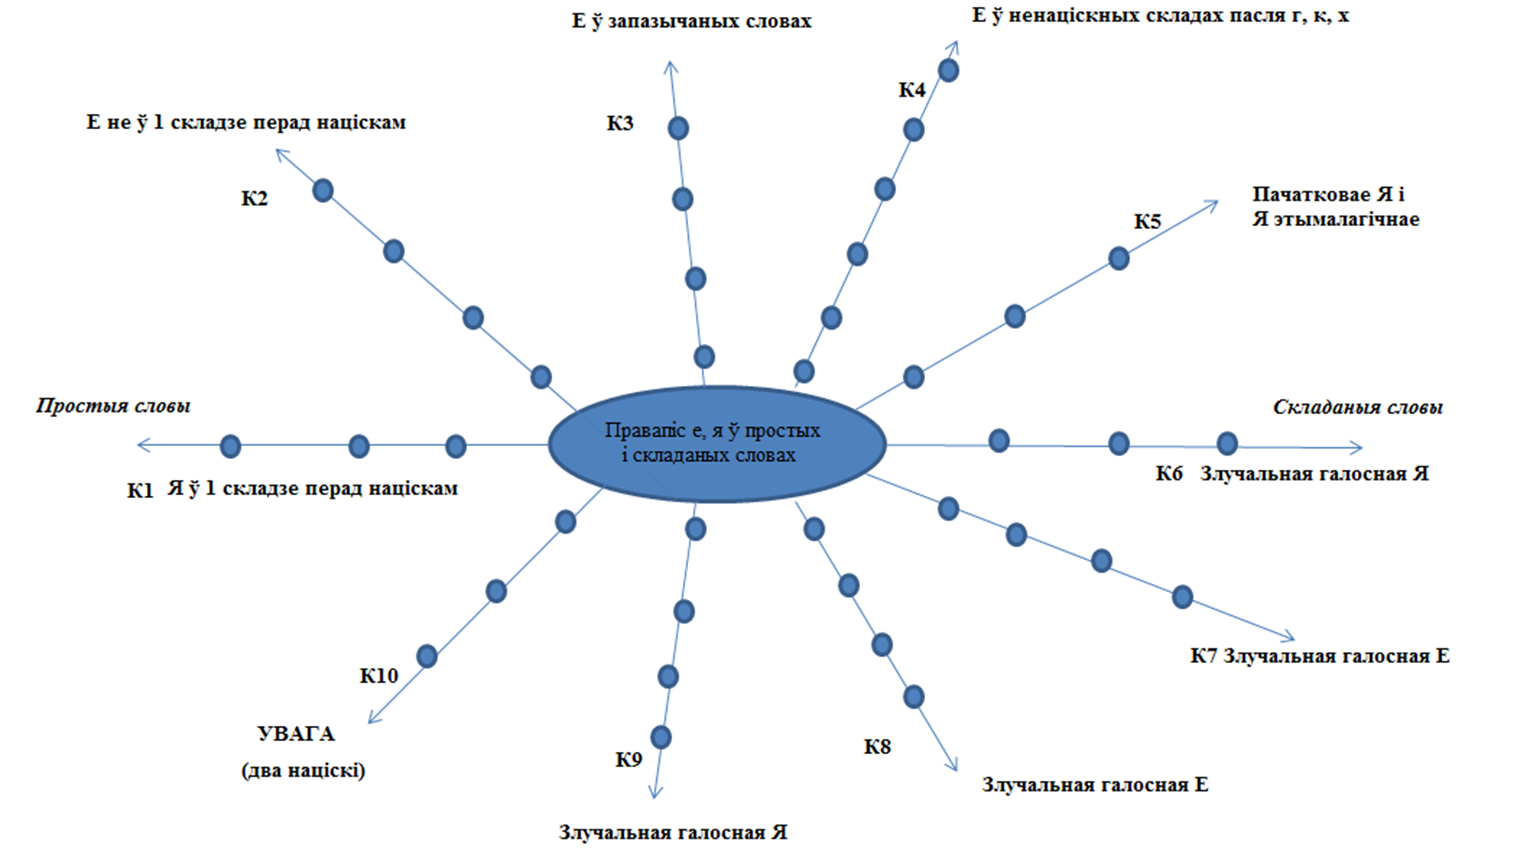 Е ў запазычаных словах
Е ў ненаціскных складах пасля г, к, х
К4
Е не ў 1 складзе перад націскам
К3
К2
Пачатковае Я і
Я этымалагічнае
К5
Простыя словы
Складаныя словы
Правапіс е, я ў простых
і складаных словах
К1 Я ў 1 складзе перад націскам
К6 Злучальная галосная Я
К7 Злучальная галосная Е
К10
УВАГА
(два націскі)
К9
К8
Злучальная галосная Е
Злучальная галосная Я